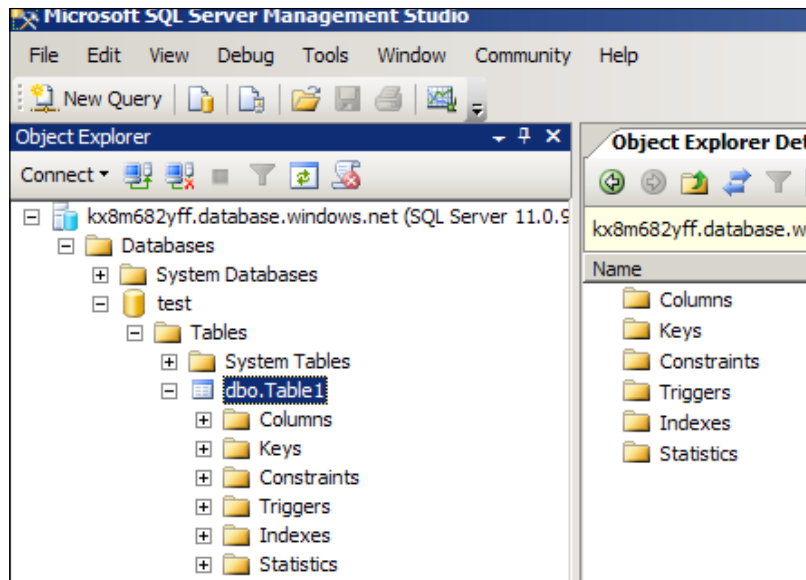 Microsoft SQL Server Management Studio
File Edit View Debug Tools Window Community Help
New Query
Object Explorer
Connect
kx8m682yff.database.windows.net (SQL Server 11.0.9
Databases
System Databases
test
Tables
System Tables
dbo.Table1
Columns
Keys
Constraints
Triggers
Indexes
Statistics
Object Explorer Det
kx8m682yff.database.w
Name
Columns
Keys
Constraints
Triggers
Indexes
Statistics